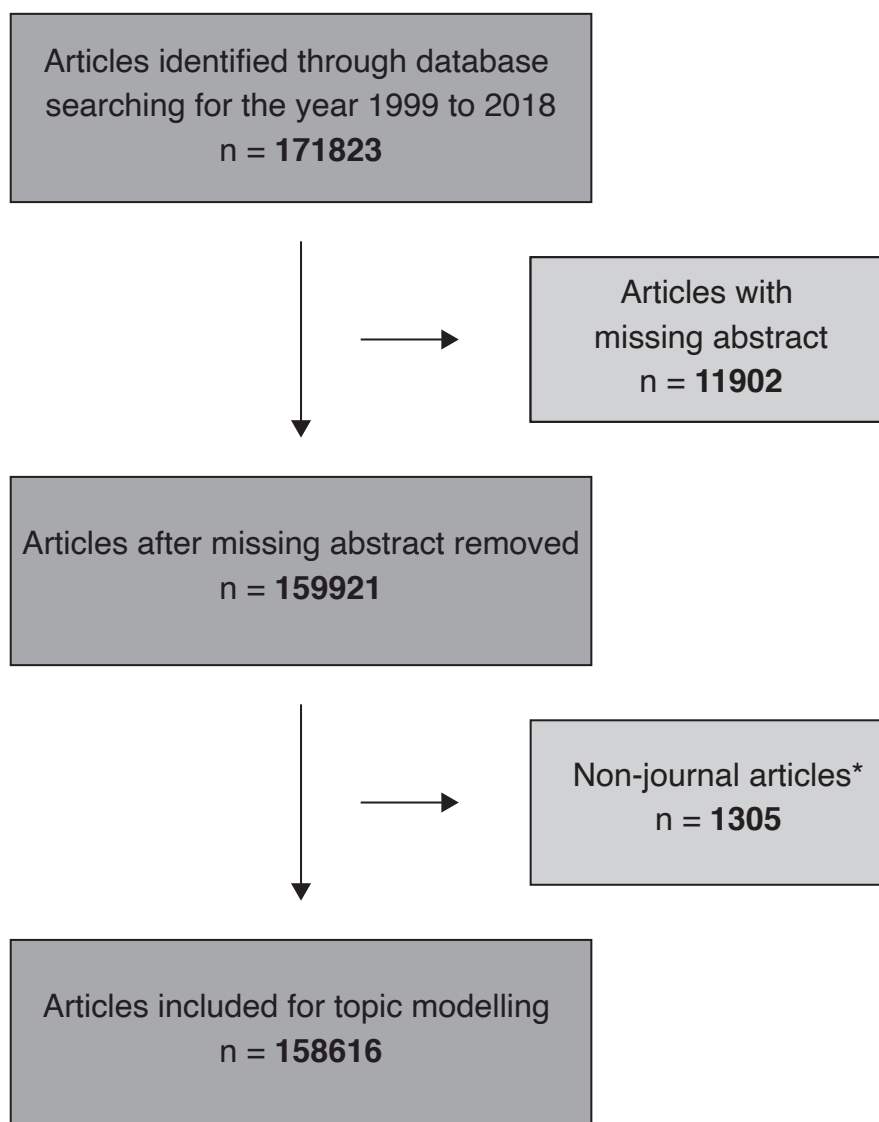 Articles identified through database
searching for the year 1999 to 2018
n = 171823
Articles with
missing abstract
n = 11902
Articles after missing abstract removed
n = 159921
Non-journal articles*
n = 1305
Articles included for topic modelling
n = 158616